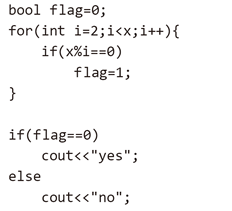 bool flag=0;
for(int i=2;i<x;i++){
    if(x%i==0)
        flag=1;
}

if(flag==0)
    cout<<"yes";
else
    cout<<"no";